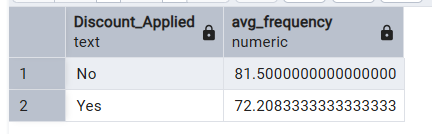 Discount_Applied avg_frequency
text numeric
1 No 81.5000000000000000
2 Yes 72.2083333333333333